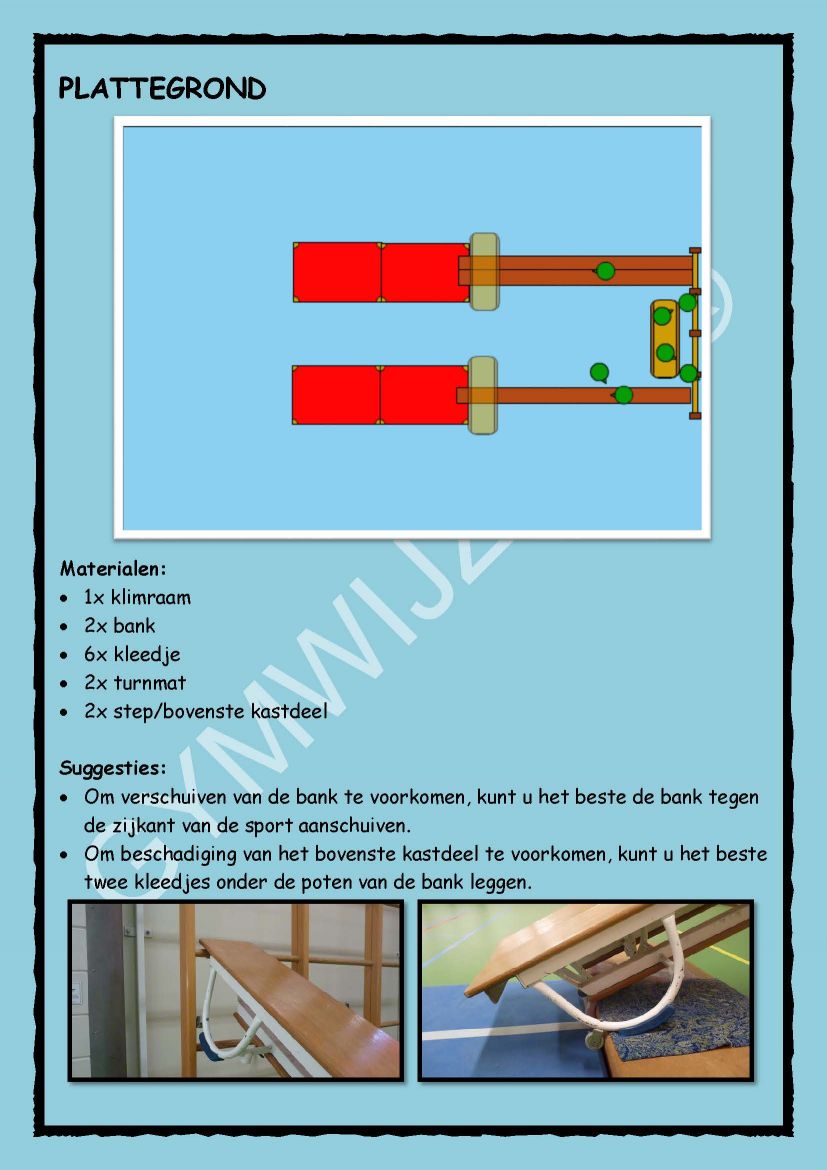 PLATTEGROND
Materialen:
• 1x klimraam
• 2x bank
• 6x kleedje
• 2x turnmat
• 2x step/bovenste kastdeel
Suggesties:
• Om verschuiven van de bank te voorkomen, kunt u het beste de bank tegen
de zijkant van de sport aanschuiven.
• Om beschadiging van het bovenste kastdeel te voorkomen, kunt u het beste
twee kleedjes onder de poten van de bank leggen.
GYMWIJZ
®